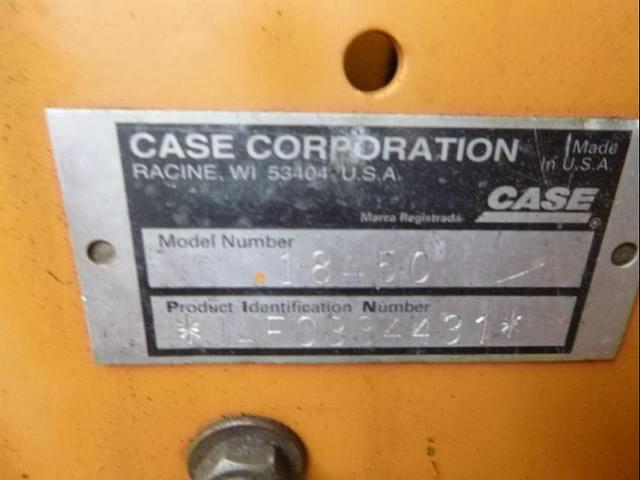 CASE CORPORATION
Made in U.S.A.
RACINE, WI 53404 U.S.A.
CASE®
Marca Registrada
Model Number
1845C
Product Identification Number